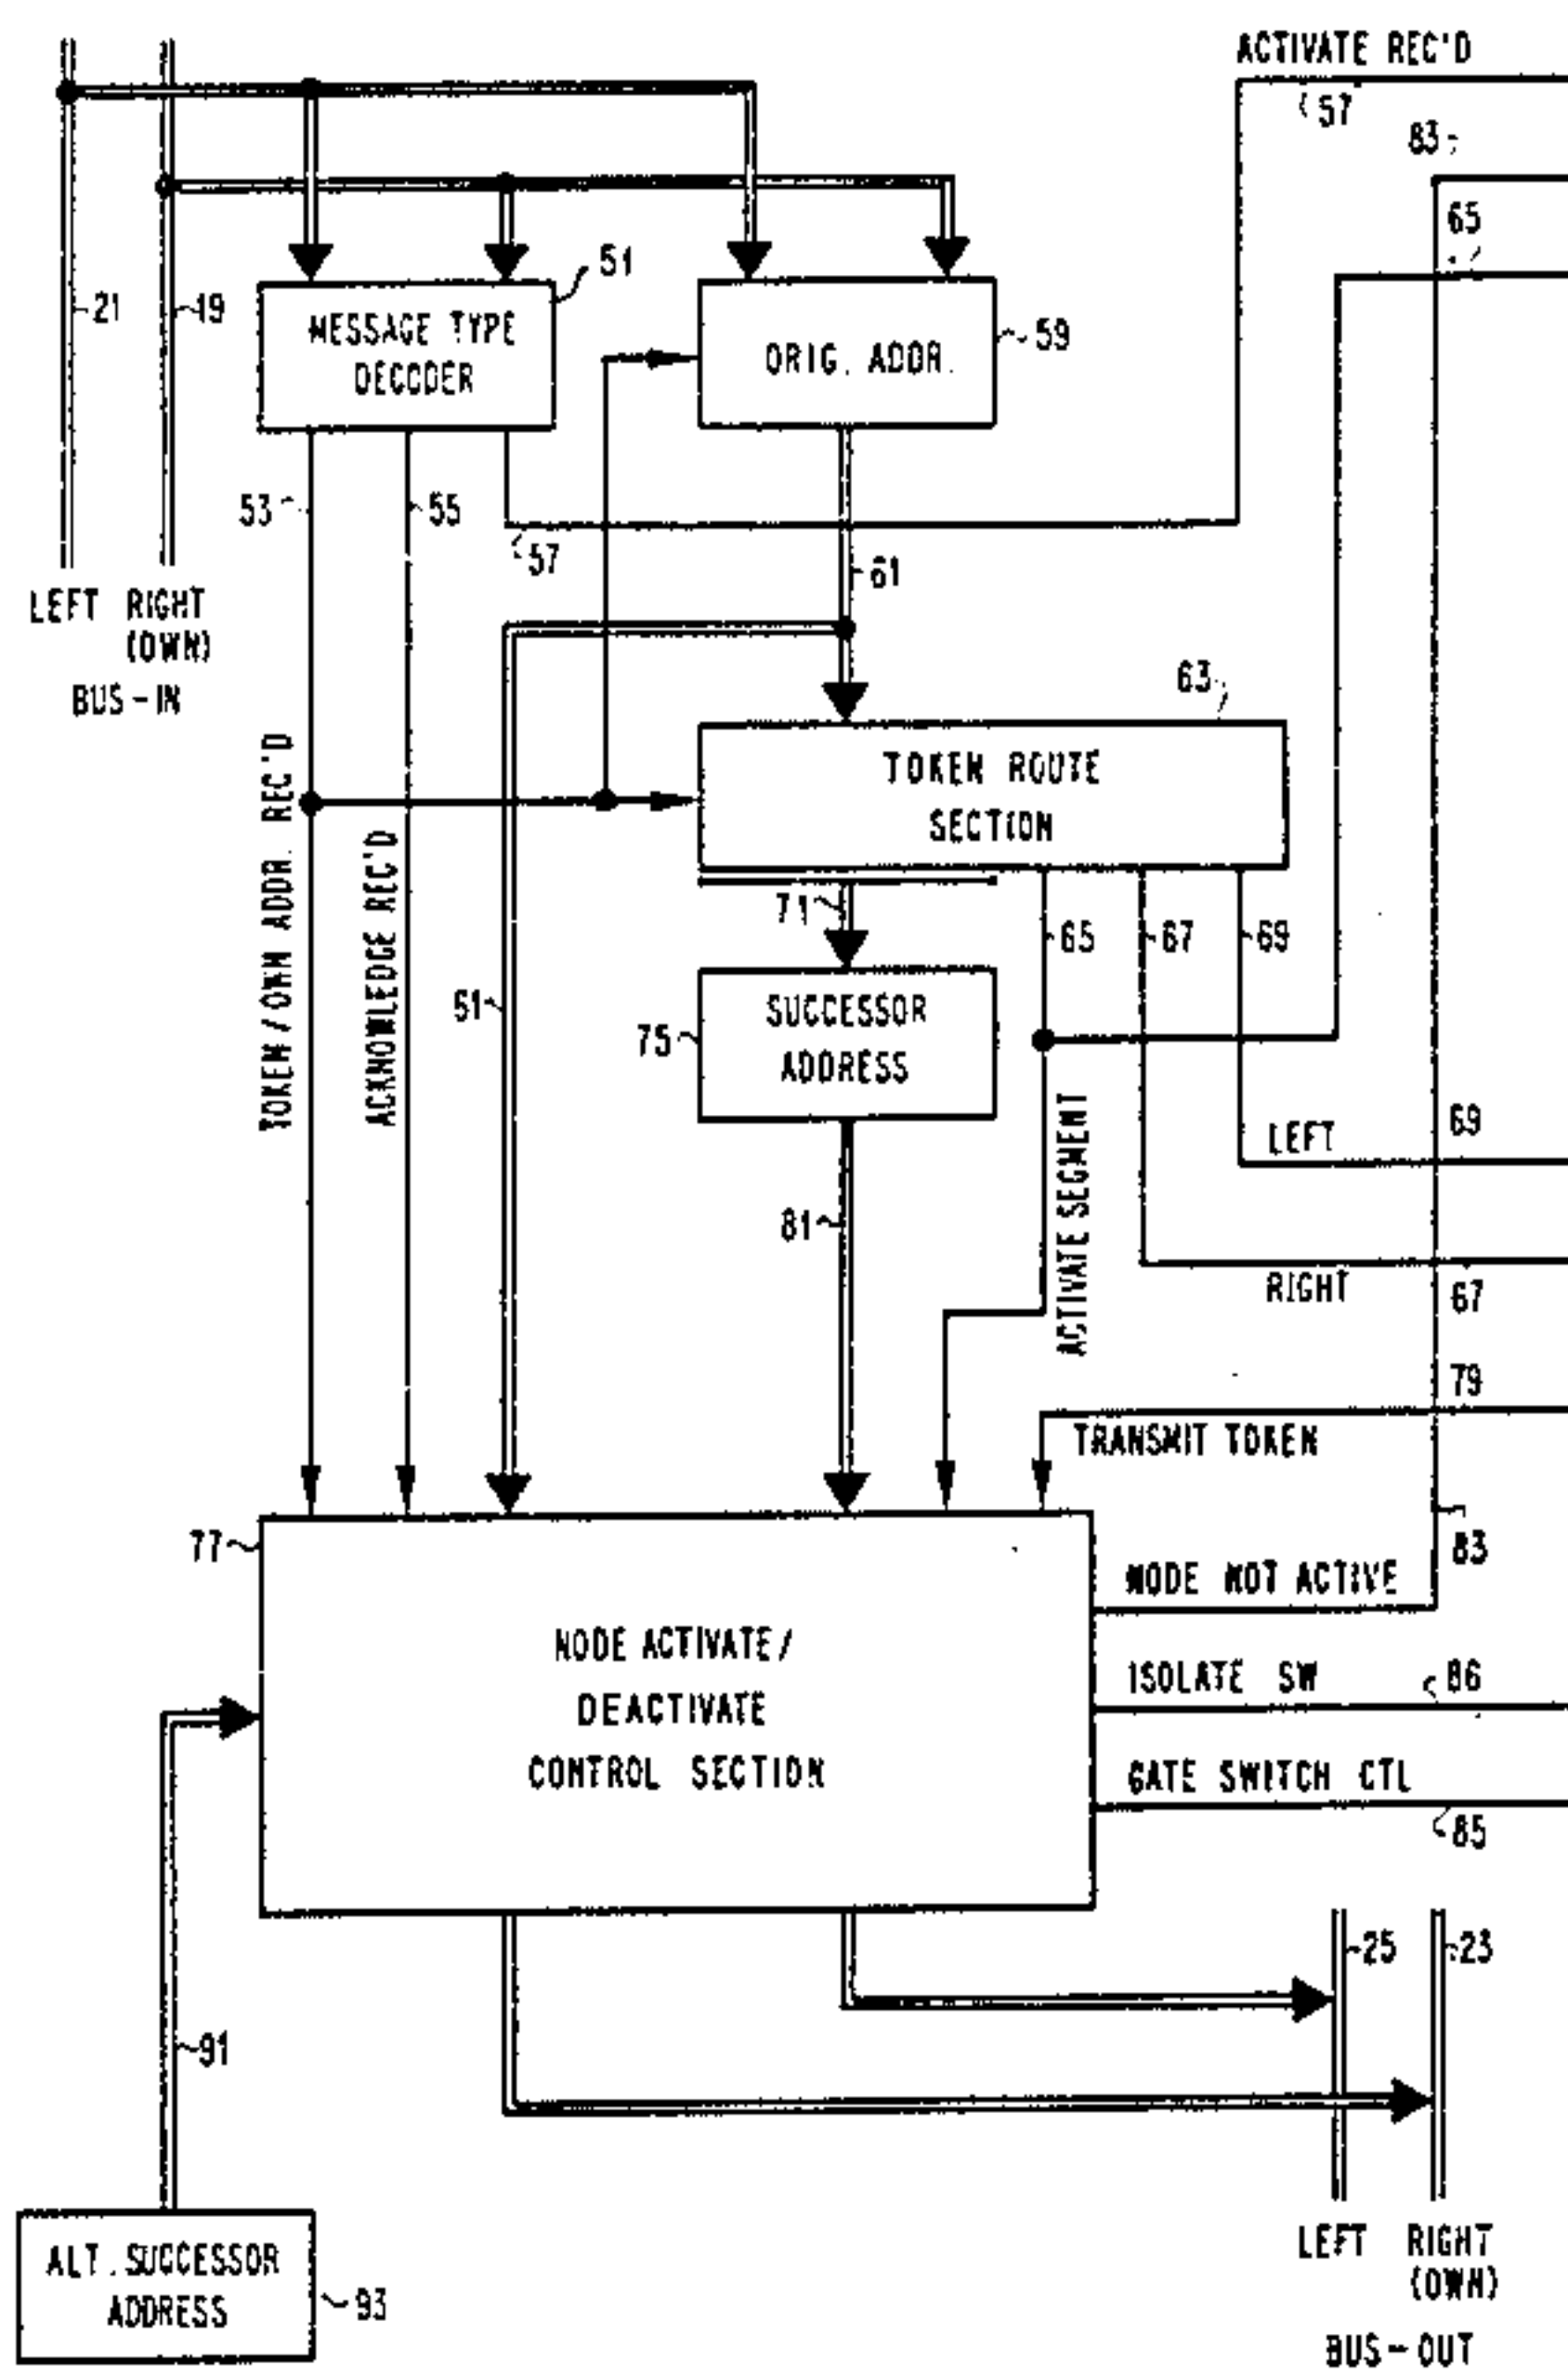 ACTIVATE REC'D
57
83
65
51
21
19
MESSAGE TYPE
DECODER
ORIG. ADDR.
59
53
55
57
61
LEFT RIGHT
(OWN)
BUS-IN
63
TOKEN ROUTE
SECTION
TOKEN/OWN ADDR. REC'D
ACKNOWLEDGE REC'D
71
65
67
69
61
75
SUCCESSOR
ADDRESS
ACTIVATE SEGMENT
LEFT
69
81
RIGHT
67
79
TRANSMIT TOKEN
77
83
NODE NOT ACTIVE
NODE ACTIVATE/
DEACTIVATE
CONTROL SECTION
ISOLATE SW
86
GATE SWITCH CTL
85
25
23
91
LEFT RIGHT
(OWN)
BUS-OUT
ALT. SUCCESSOR
ADDRESS
93